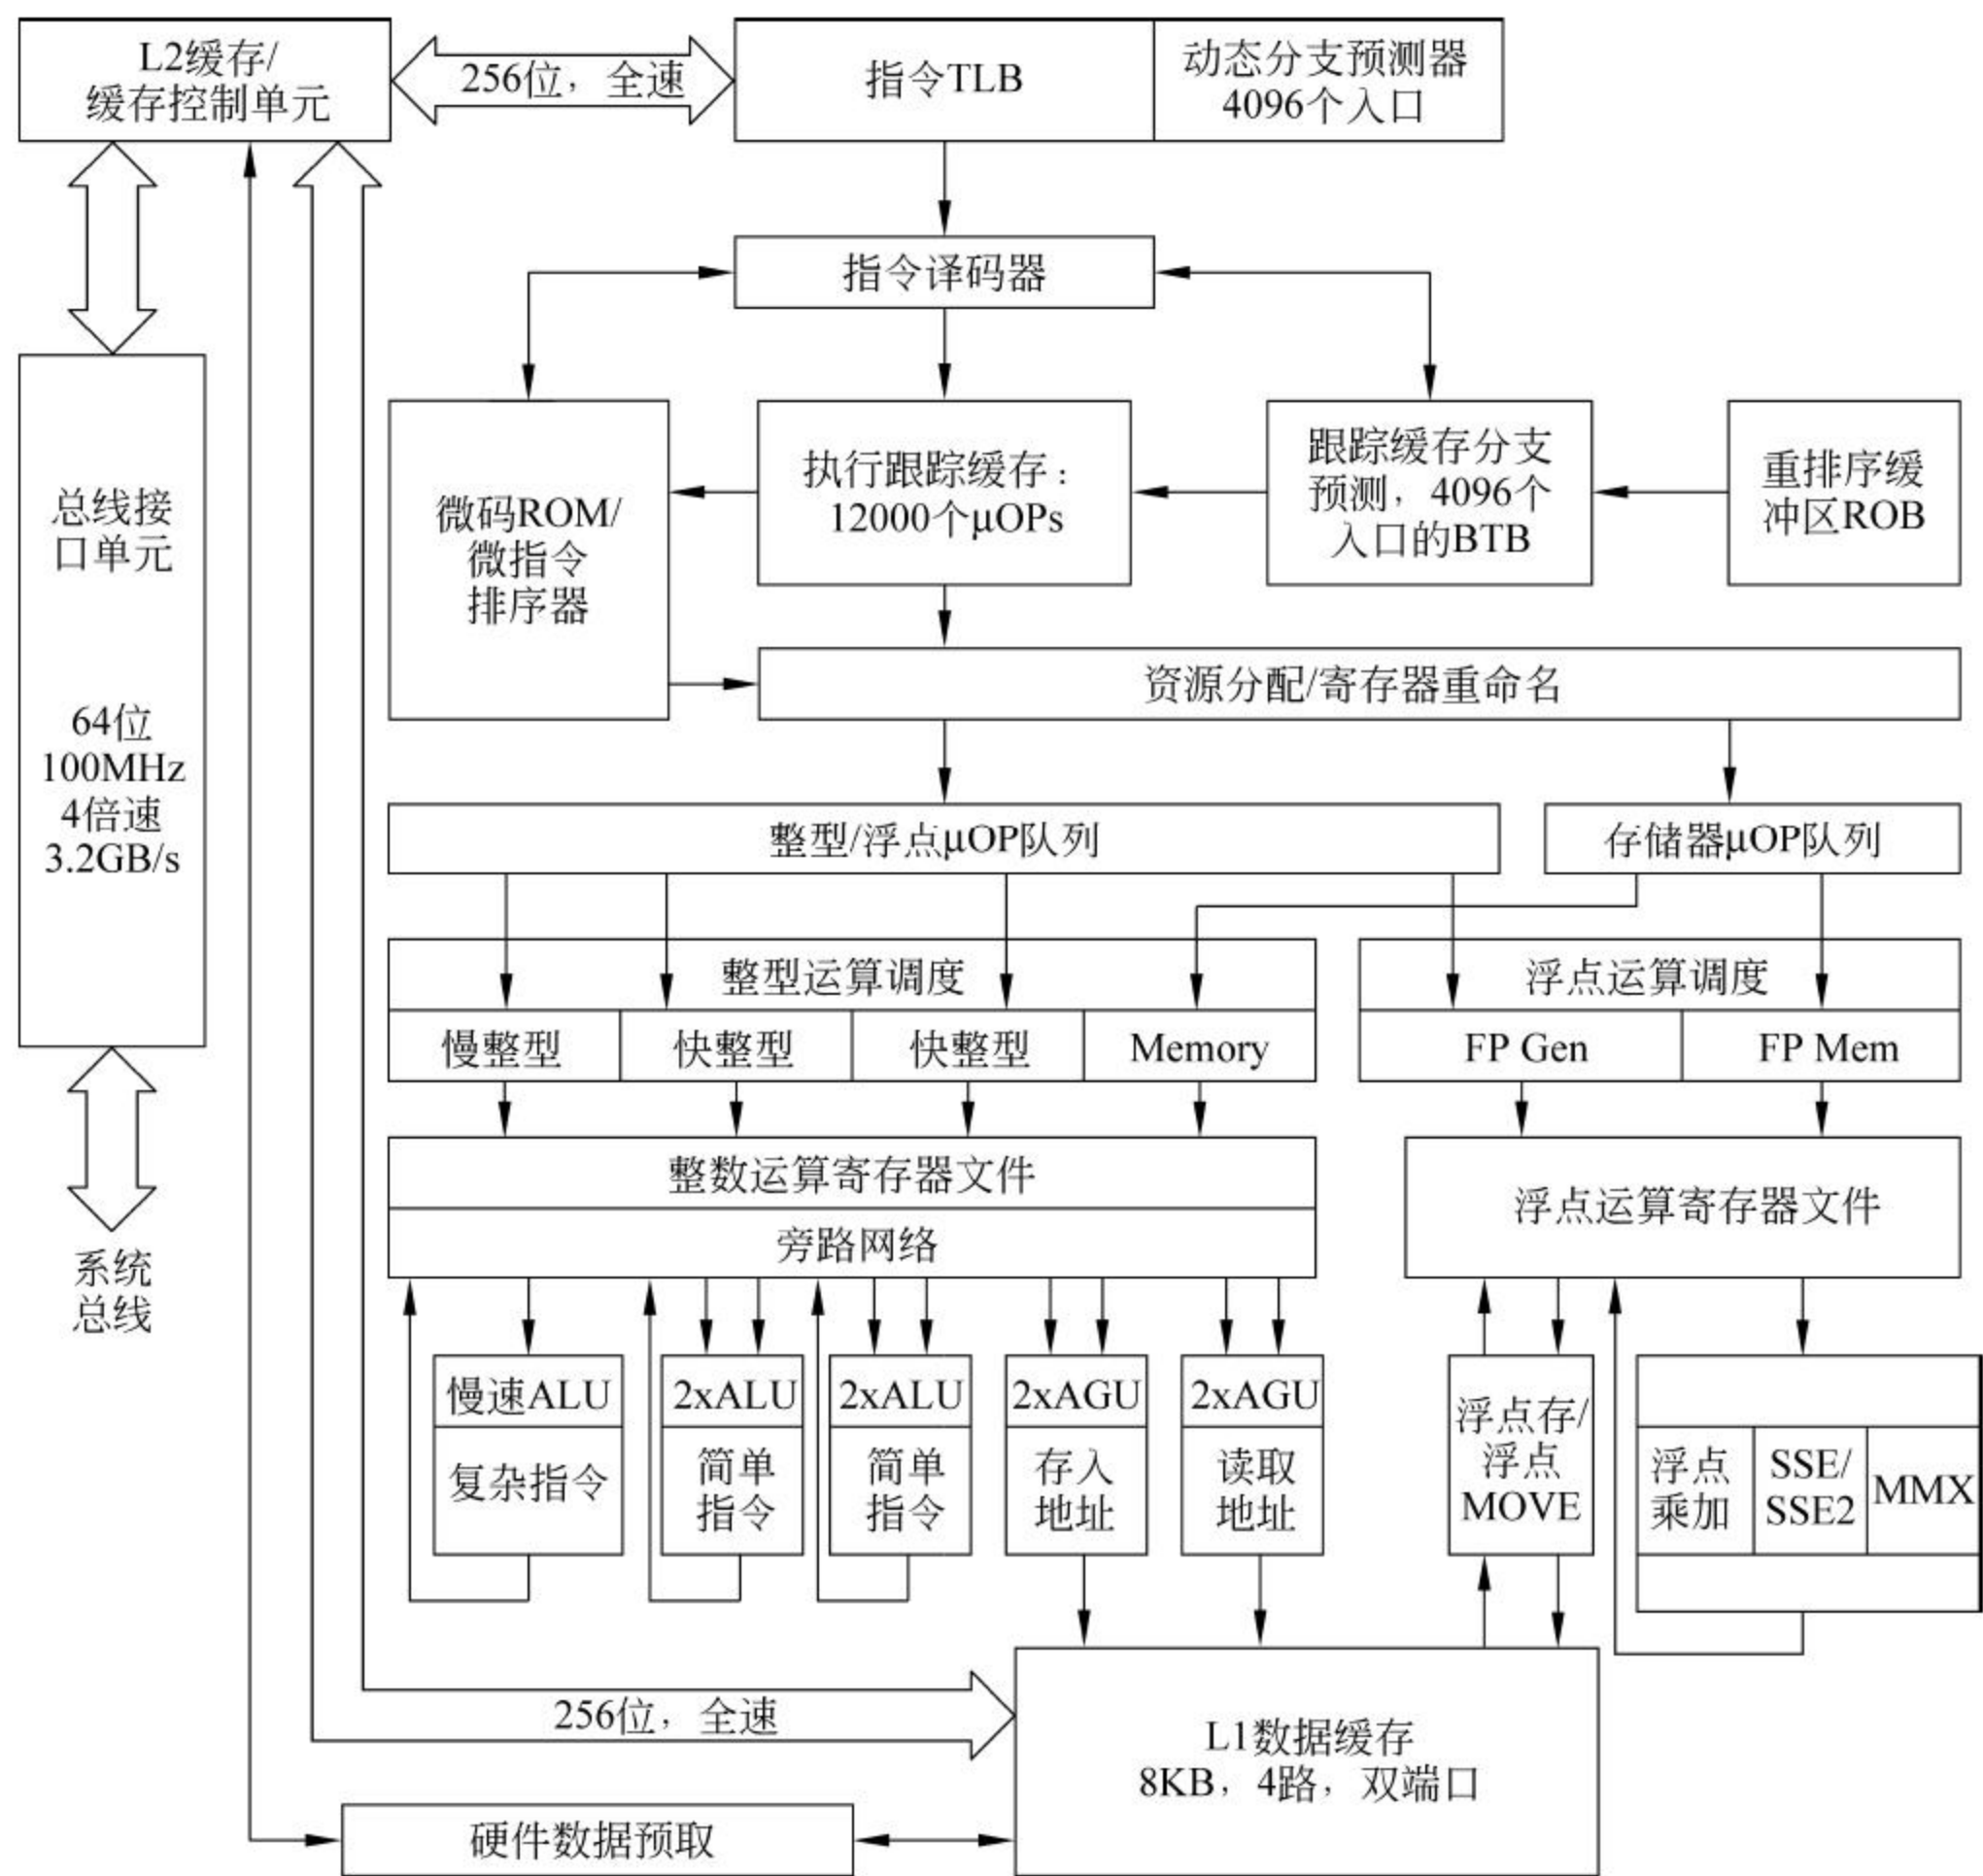 L2缓存/
缓存控制单元
256位，全速
指令TLB
动态分支预测器
4096个入口
指令译码器
总线接
口单元
64位
100MHz
4倍速
3.2GB/s
系统
总线
微码ROM/
微指令
排序器
执行跟踪缓存：
12000个μOPs
跟踪缓存分支
预测，4096个
入口的BTB
重排序缓
冲区ROB
资源分配/寄存器重命名
整型/浮点μOP队列
存储器μOP队列
整型运算调度
慢整型
快整型
快整型
Memory
浮点运算调度
FP Gen
FP Mem
整数运算寄存器文件
旁路网络
浮点运算寄存器文件
慢速ALU
复杂指令
2xALU
简单
指令
2xALU
简单
指令
2xAGU
存入
地址
2xAGU
读取
地址
浮点存/
浮点
MOVE
浮点
乘加
SSE/
SSE2
MMX
256位，全速
L1数据缓存
8KB，4路，双端口
硬件数据预取